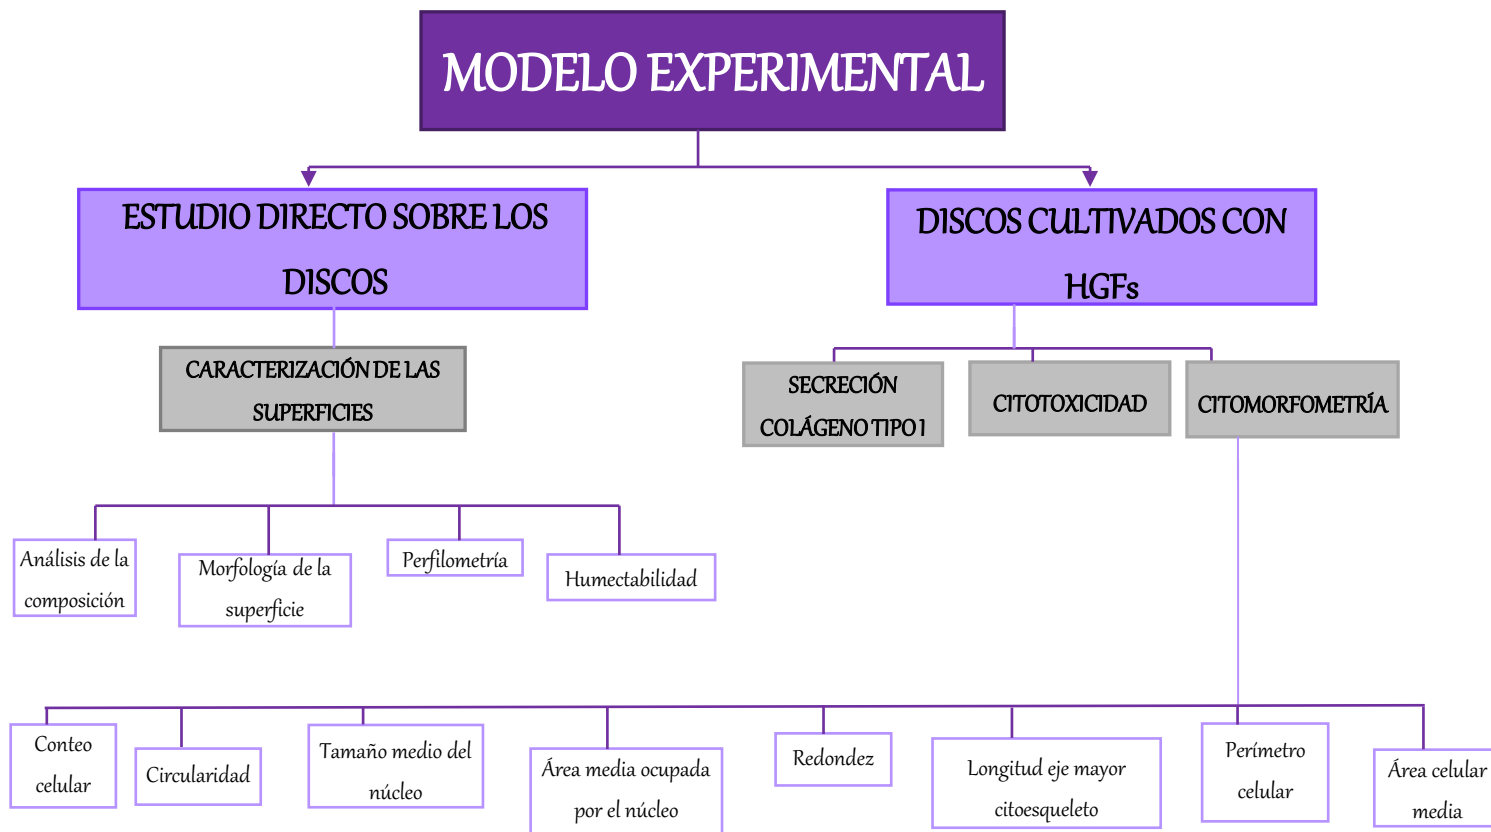 MODELO EXPERIMENTAL
ESTUDIO DIRECTO SOBRE LOS
DISCOS
DISCOS CULTIVADOS CON
HGFs
CARACTERIZACIÓN DE LAS
SUPERFICIES
SECRECIÓN
COLÁGENO TIPO I
CITOTOXICIDAD
CITOMORFOMETRÍA
Análisis de la
composición
Morfología de la
superficie
Perfilometría
Humectabilidad
Conteo
celular
Circularidad
Tamaño medio del
núcleo
Área media ocupada
por el núcleo
Redondez
Longitud eje mayor
citoesqueleto
Perímetro
celular
Área celular
media